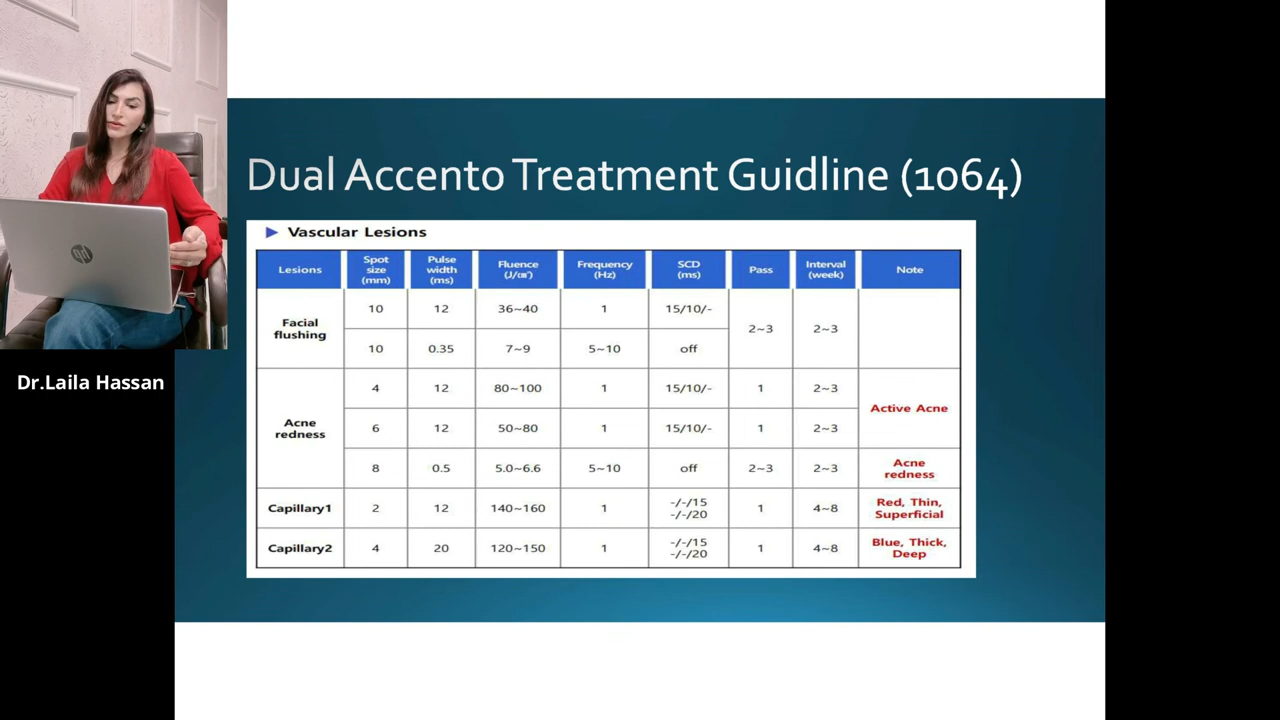 Dual Accento Treatment Guidline (1064)
► Vascular Lesions
Lesions Spot size (mm) Pulse width (ms) Fluence (J/㎠) Frequency (Hz) SCD (ms) Pass Interval (week) Note
Facial flushing 10 12 36~40 1 15/10/- 2~3 2~3
10 0.35 7~9 5~10 off
Acne redness 4 12 80~100 1 15/10/- 1 2~3 Active Acne
6 12 50~80 1 15/10/- 1 2~3
8 0.5 5.0~6.6 5~10 off 2~3 2~3 Acne redness
Capillary1 2 12 140~160 1 -/-/15 -/-/20 1 4~8 Red, Thin, Superficial
Capillary2 4 20 120~150 1 -/-/15 -/-/20 1 4~8 Blue, Thick, Deep
Dr.Laila Hassan
hp